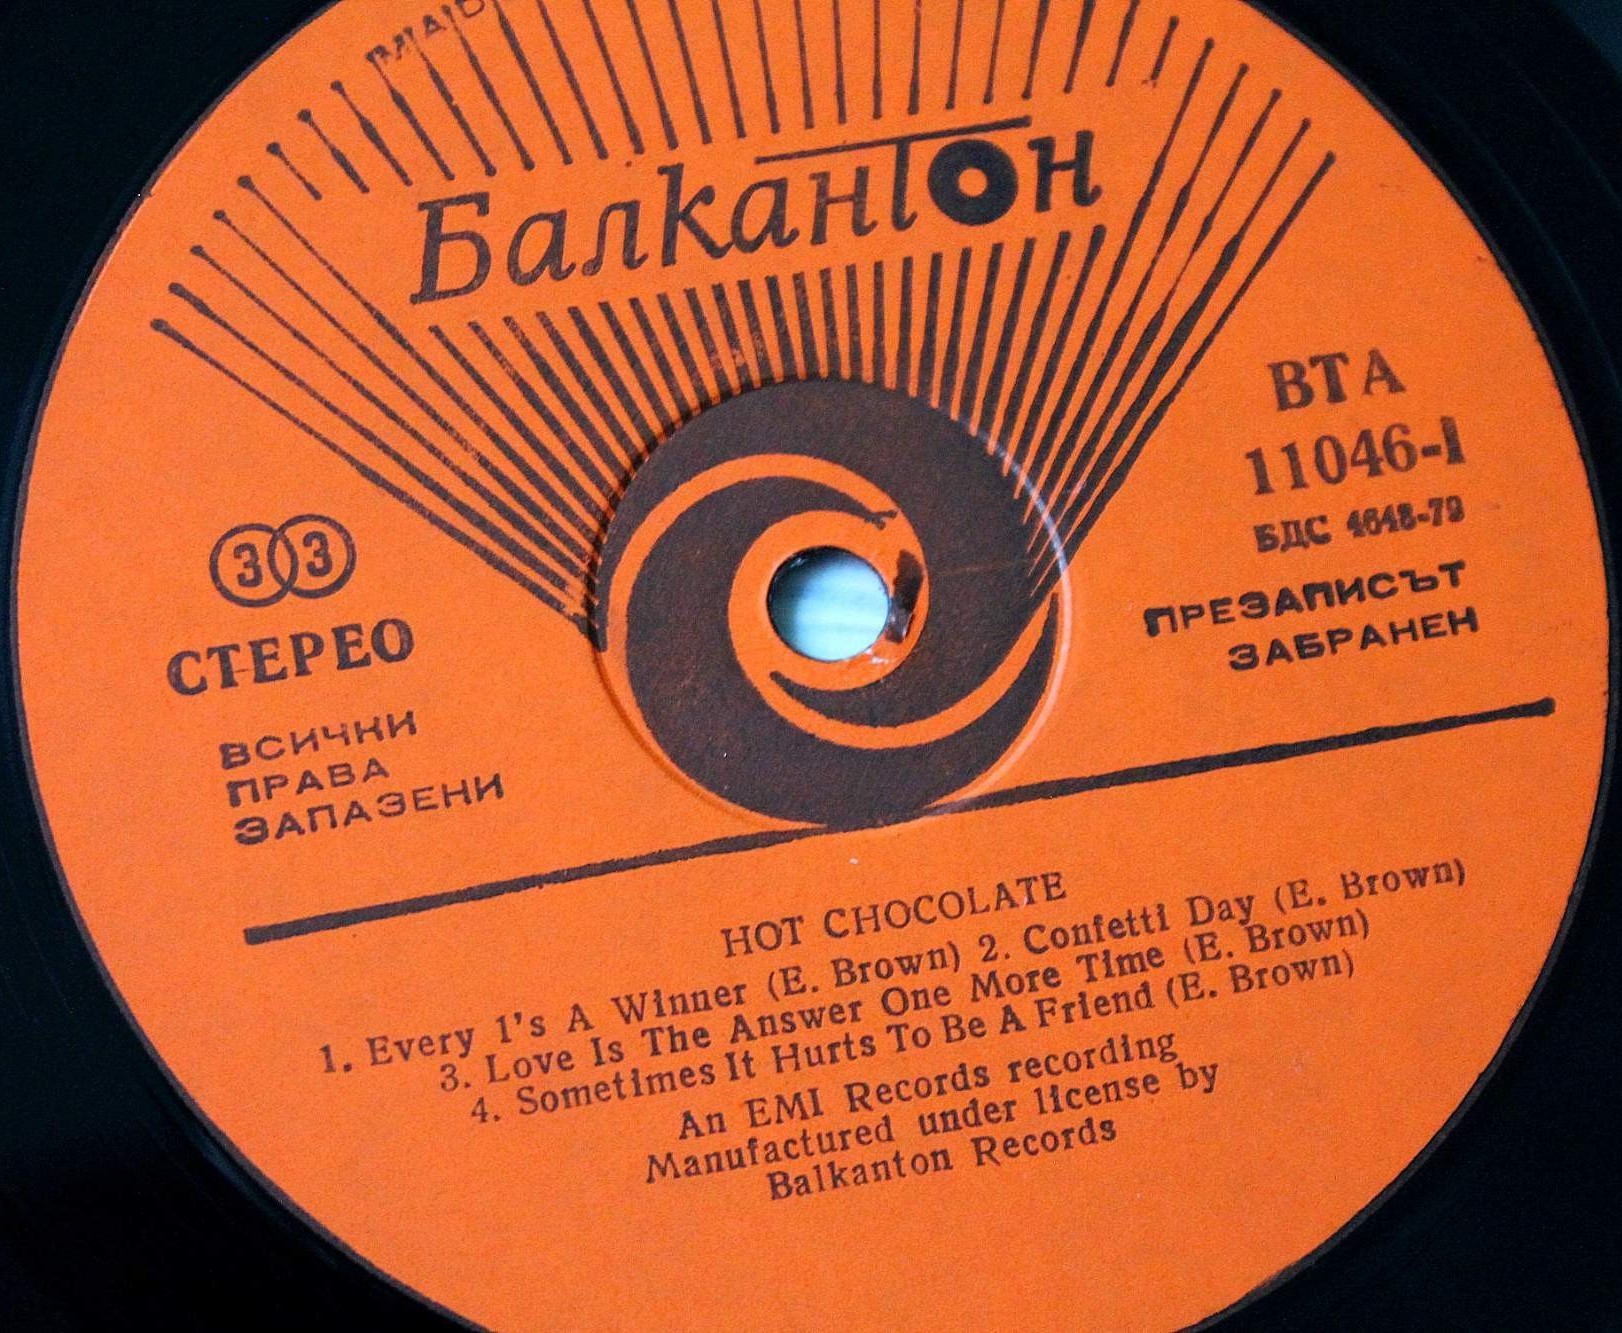 Балкантон
ВТА
11046-1
БДС 4648-79
ПРЕЗАПИСЪТ
ЗАБРАНЕН
33
СТЕРЕО
ВСИЧКИ
ПРАВА
ЗАПАЗЕНИ
HOT CHOCOLATE
1. Every 1's A Winner (E. Brown) 2. Confetti Day (E. Brown)
3. Love Is The Answer One More Time (E. Brown)
4. Sometimes It Hurts To Be A Friend (E. Brown)
An EMI Records recording
Manufactured under license by
Balkanton Records